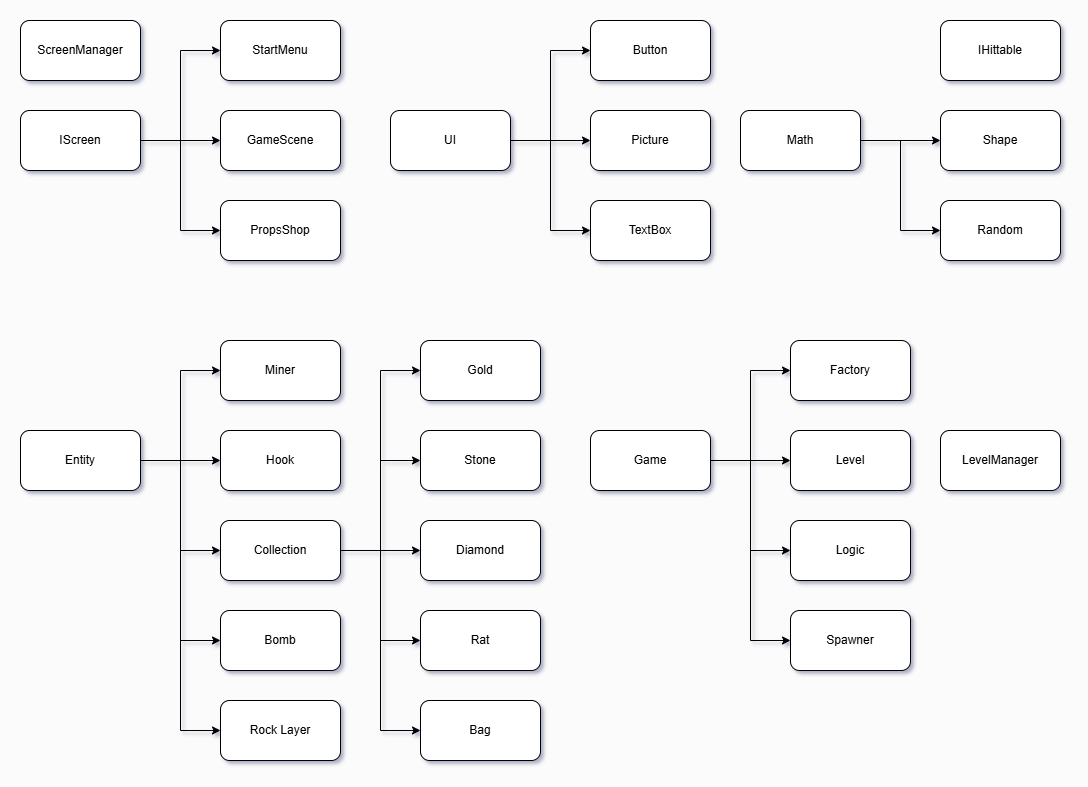 ScreenManager
StartMenu
Button
IHittable
IScreen
GameScene
UI
Picture
Math
Shape
PropsShop
TextBox
Random
Miner
Gold
Factory
Entity
Hook
Stone
Game
Level
LevelManager
Collection
Diamond
Logic
Bomb
Rat
Spawner
Rock Layer
Bag